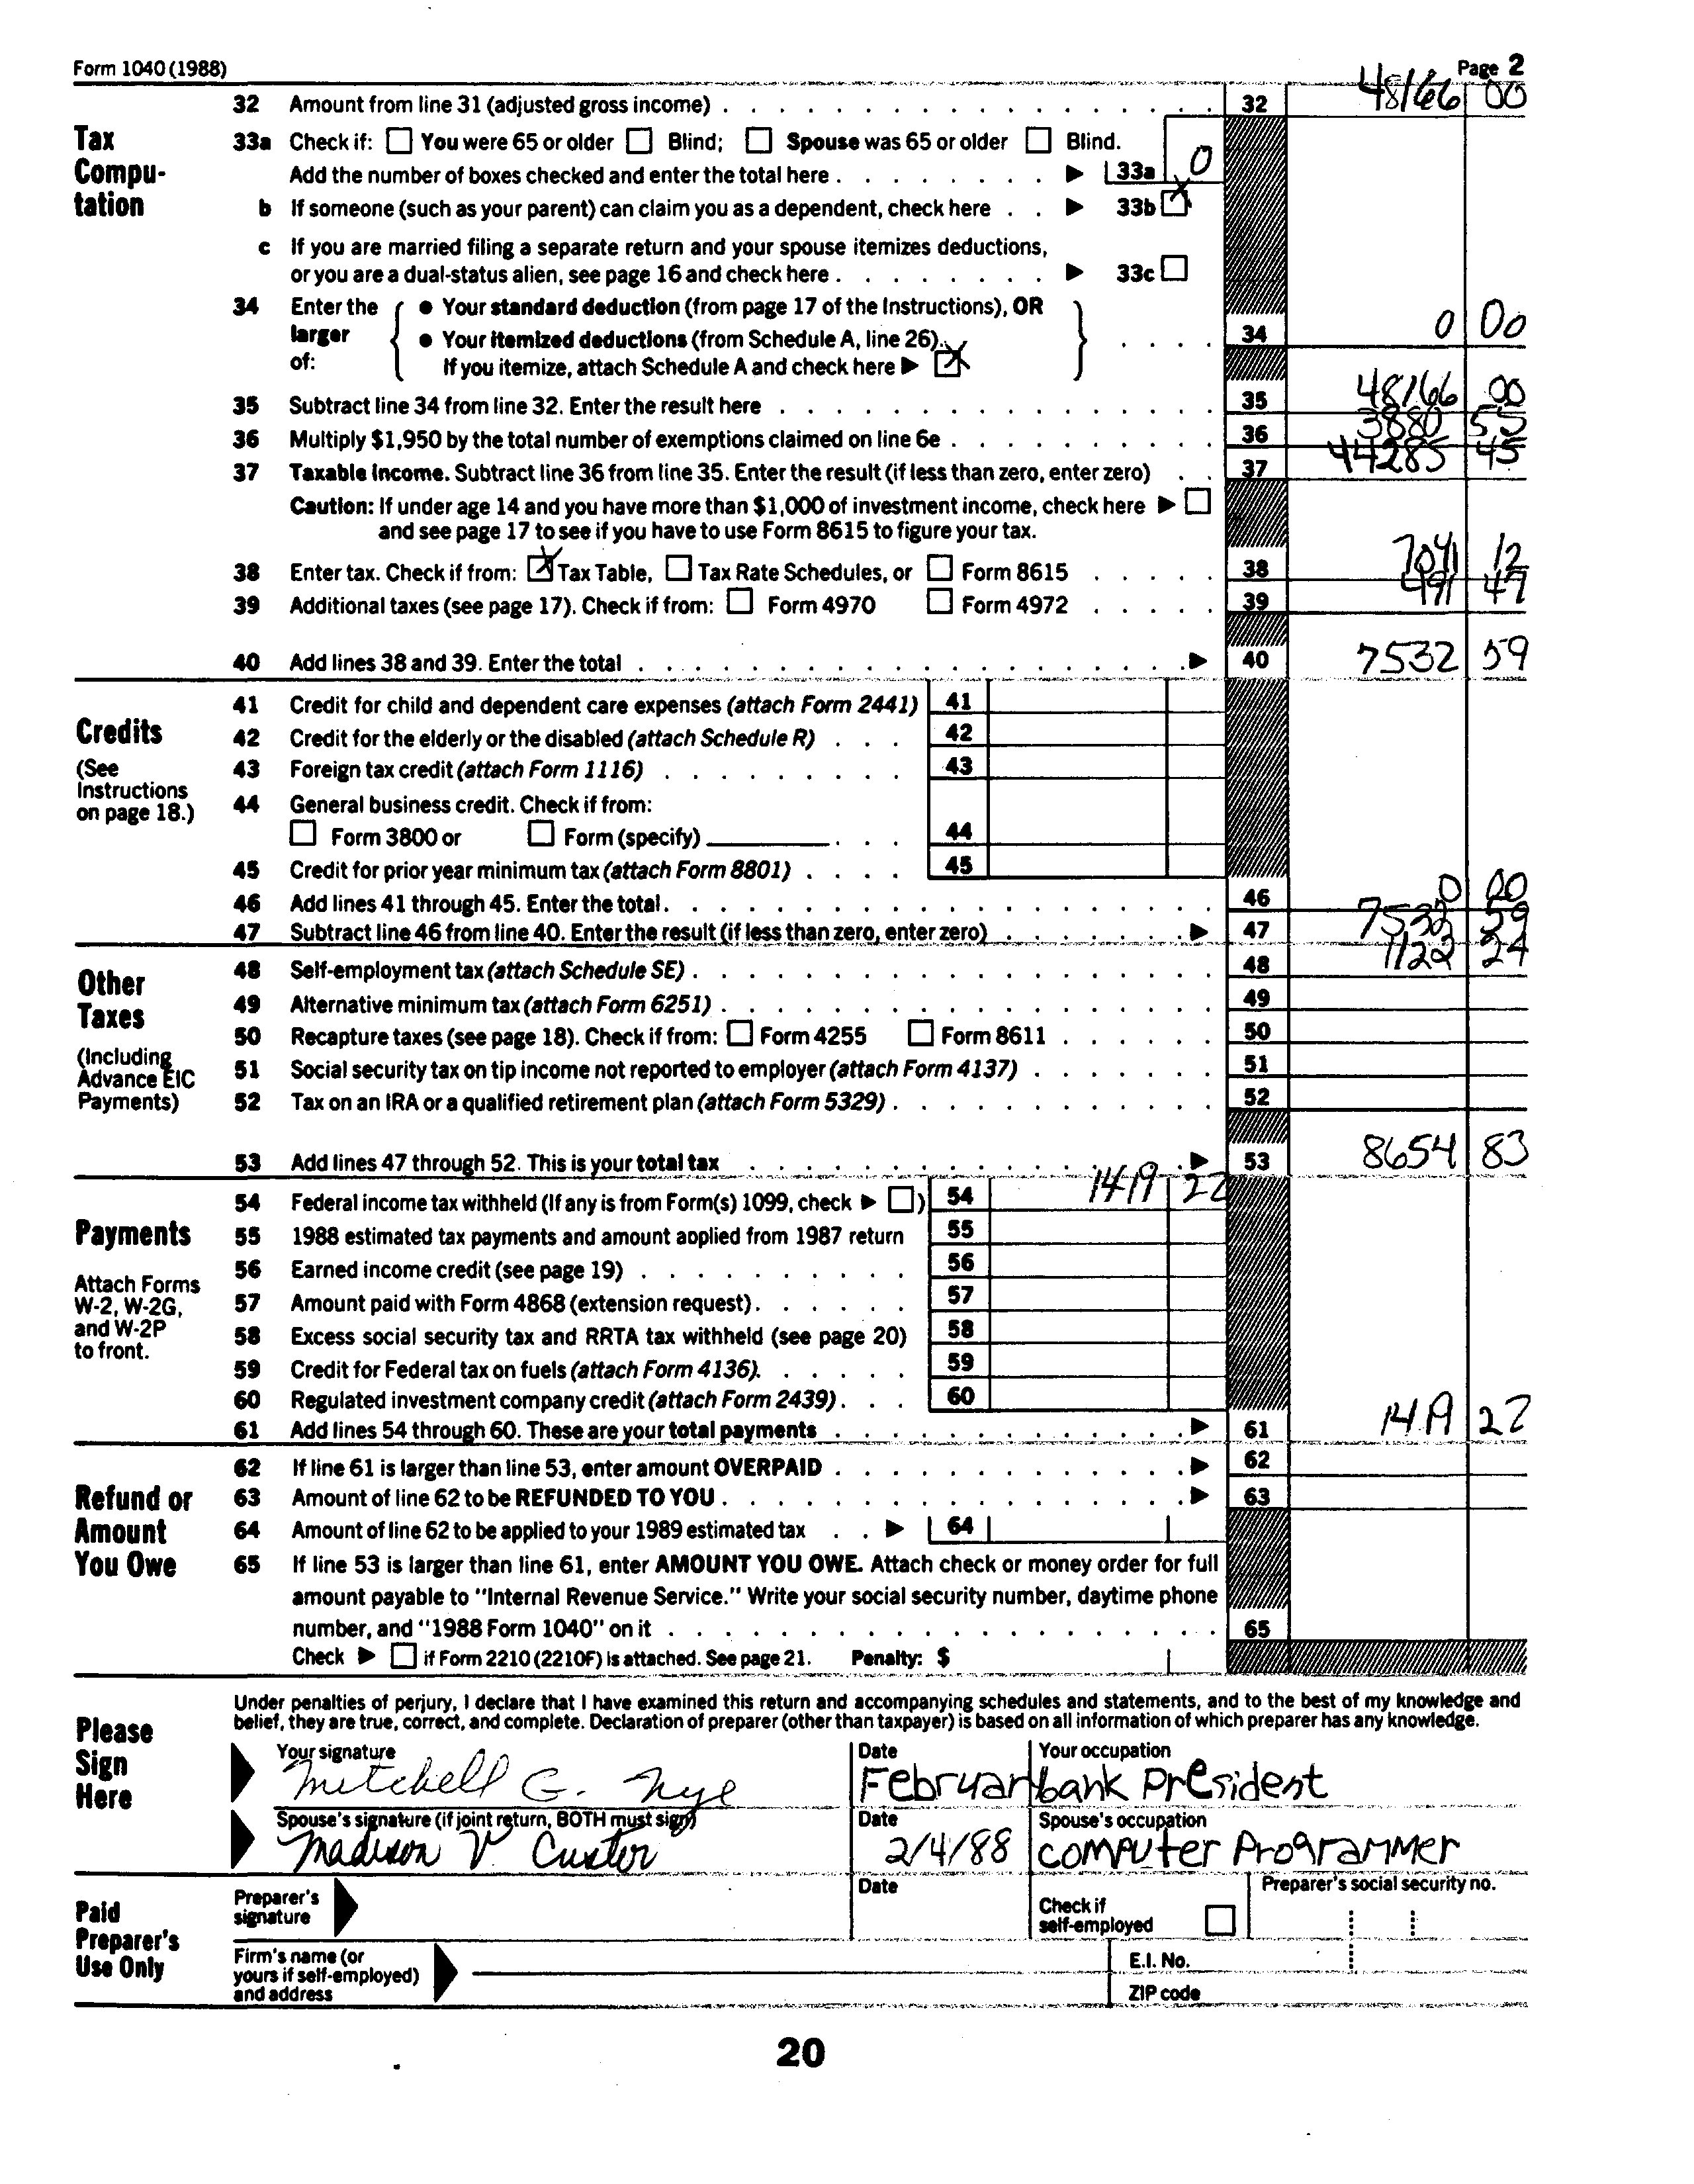 Form 1040 (1988) Page 2
Tax Compu-tation
32 Amount from line 31 (adjusted gross income) 32 48166 00
33a Check if: You were 65 or older Blind; Spouse was 65 or older Blind.
Add the number of boxes checked and enter the total here 33a 0
b If someone (such as your parent) can claim you as a dependent, check here 33b X
c If you are married filing a separate return and your spouse itemizes deductions,
or you are a dual-status alien, see page 16 and check here 33c
34 Enter the larger of: { • Your standard deduction (from page 17 of the Instructions), OR
• Your itemized deductions (from Schedule A, line 26). } 34 0 00
If you itemize, attach Schedule A and check here ► X
35 Subtract line 34 from line 32. Enter the result here 35 48166 00
36 Multiply $1,950 by the total number of exemptions claimed on line 6e 36 3880 55
37 Taxable income. Subtract line 36 from line 35. Enter the result (if less than zero, enter zero) 37 44285 45
Caution: If under age 14 and you have more than $1,000 of investment income, check here ►
and see page 17 to see if you have to use Form 8615 to figure your tax.
38 Enter tax. Check if from: X Tax Table, Tax Rate Schedules, or Form 8615 38 7041 12
39 Additional taxes (see page 17). Check if from: Form 4970 Form 4972 39 491 47
40 Add lines 38 and 39. Enter the total ► 40 7532 59
Credits
(See Instructions on page 18.)
41 Credit for child and dependent care expenses (attach Form 2441) 41
42 Credit for the elderly or the disabled (attach Schedule R) 42
43 Foreign tax credit (attach Form 1116) 43
44 General business credit. Check if from:
Form 3800 or Form (specify) 44
45 Credit for prior year minimum tax (attach Form 8801) 45
46 Add lines 41 through 45. Enter the total. 46 0 00
47 Subtract line 46 from line 40. Enter the result (if less than zero, enter zero) ► 47 7532 59
Other Taxes
(Including Advance EIC Payments)
48 Self-employment tax (attach Schedule SE) 48 1122 24
49 Alternative minimum tax (attach Form 6251) 49
50 Recapture taxes (see page 18). Check if from: Form 4255 Form 8611 50
51 Social security tax on tip income not reported to employer (attach Form 4137) 51
52 Tax on an IRA or a qualified retirement plan (attach Form 5329) 52
53 Add lines 47 through 52. This is your total tax ► 53 8654 83
Payments
Attach Forms W-2, W-2G, and W-2P to front.
54 Federal income tax withheld (If any is from Form(s) 1099, check ► ) 54 1419 22
55 1988 estimated tax payments and amount applied from 1987 return 55
56 Earned income credit (see page 19) 56
57 Amount paid with Form 4868 (extension request) 57
58 Excess social security tax and RRTA tax withheld (see page 20) 58
59 Credit for Federal tax on fuels (attach Form 4136). 59
60 Regulated investment company credit (attach Form 2439) 60
61 Add lines 54 through 60. These are your total payments ► 61 1419 22
Refund or Amount You Owe
62 If line 61 is larger than line 53, enter amount OVERPAID ► 62
63 Amount of line 62 to be REFUNDED TO YOU ► 63
64 Amount of line 62 to be applied to your 1989 estimated tax ► 64
65 If line 53 is larger than line 61, enter AMOUNT YOU OWE. Attach check or money order for full
amount payable to "Internal Revenue Service." Write your social security number, daytime phone
number, and "1988 Form 1040" on it 65
Check ► if Form 2210 (2210F) is attached. See page 21. Penalty: $
Please Sign Here
Under penalties of perjury, I declare that I have examined this return and accompanying schedules and statements, and to the best of my knowledge and
belief, they are true, correct, and complete. Declaration of preparer (other than taxpayer) is based on all information of which preparer has any knowledge.
Your signature Date Your occupation
Mitchell G. Nye Februar bank President
Spouse's signature (if joint return, BOTH must sign) Date Spouse's occupation
Madison V. Custor 2/4/88 computer Programmer
Paid Preparer's Use Only
Preparer's signature Date Check if self-employed Preparer's social security no.
Firm's name (or yours if self-employed) and address E.I. No.
ZIP code
20